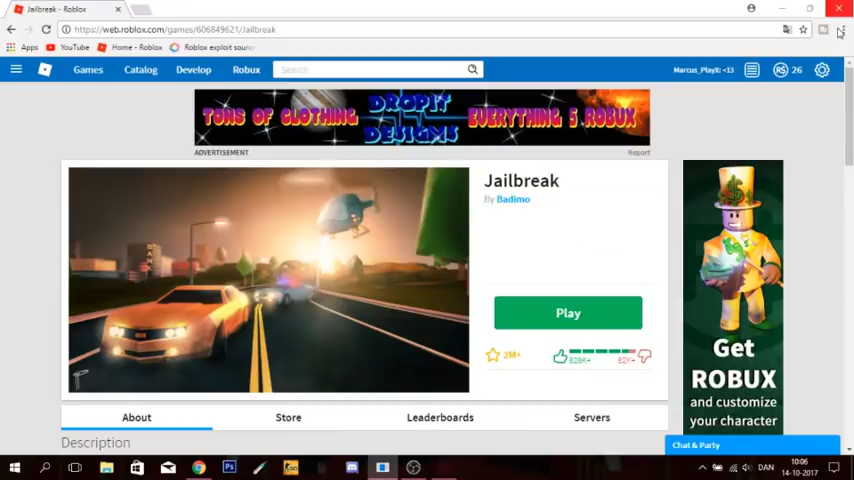 Jailbreak - Roblox
https://web.roblox.com/games/606849621/Jailbreak
Apps YouTube Home - Roblox Roblox exploit sourc
Games Catalog Develop Robux Search Marcus_PlayX: <13 R$ 26
TONS OF CLOTHING DROPIT DESIGNS EVERYTHING 5 ROBUX
ADVERTISEMENT Report
Jailbreak
By Badimo
Play
2M+ 828K+ 82K+
Get
ROBUX
and customize
your character
About Store Leaderboards Servers
Description
Chat & Party
DAN
10:06
14-10-2017